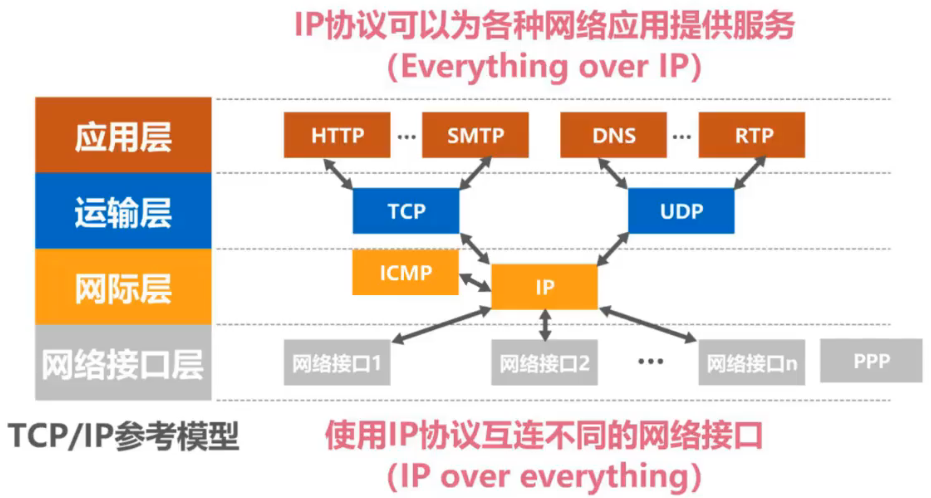 IP协议可以为各种网络应用提供服务
（Everything over IP）
应用层
HTTP ··· SMTP DNS ··· RTP
运输层
TCP UDP
网际层
ICMP IP
网络接口层
网络接口1 网络接口2 ··· 网络接口n PPP
TCP/IP参考模型
使用IP协议互连不同的网络接口
（IP over everything）